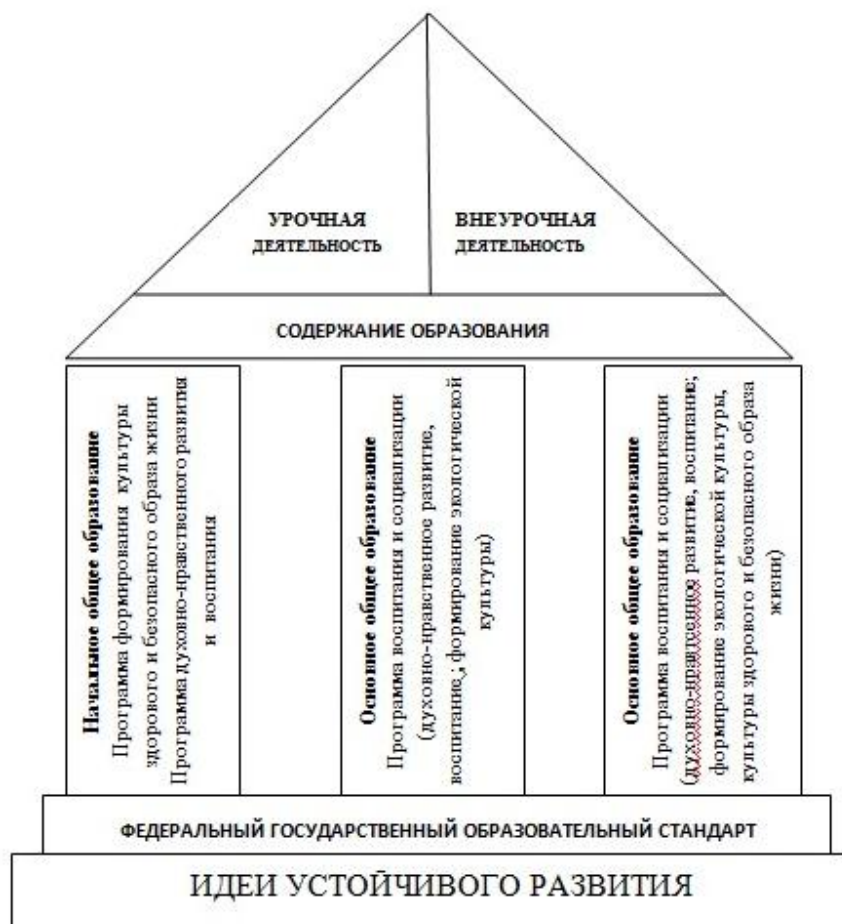 УРОЧНАЯ
ДЕЯТЕЛЬНОСТЬ
ВНЕУРОЧНАЯ
ДЕЯТЕЛЬНОСТЬ
СОДЕРЖАНИЕ ОБРАЗОВАНИЯ
Начальное общее образование
Программа формирования культуры
здорового и безопасного образа жизни
Программа духовно-нравственного развития
и воспитания
Основное общее образование
Программа воспитания и социализации
(духовно-нравственное развитие,
воспитание; формирование экологической
культуры)
Основное общее образование
Программа воспитания и социализации
(духовно-нравтсенное развитие, воспитание;
формирование экологической культуры,
культуры здорового и безопасного образа
жизни)
ФЕДЕРАЛЬНЫЙ ГОСУДАРСТВЕННЫЙ ОБРАЗОВАТЕЛЬНЫЙ СТАНДАРТ
ИДЕИ УСТОЙЧИВОГО РАЗВИТИЯ